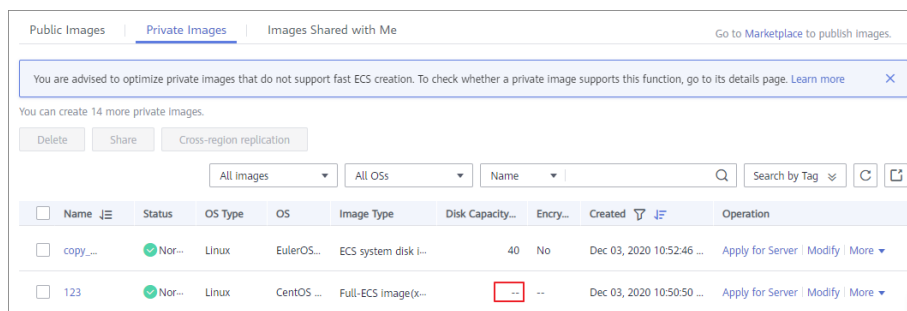 Public Images Private Images Images Shared with Me Go to Marketplace to publish images.
You are advised to optimize private images that do not support fast ECS creation. To check whether a private image supports this function, go to its details page. Learn more
You can create 14 more private images.
Delete Share Cross-region replication
All images All OSs Name Search by Tag
Name Status OS Type OS Image Type Disk Capacity... Encry... Created Operation
copy_... Nor... Linux EulerOS... ECS system disk i... 40 No Dec 03, 2020 10:52:46 ... Apply for Server Modify More
123 Nor... Linux CentOS ... Full-ECS image(x... -- -- Dec 03, 2020 10:50:50 ... Apply for Server Modify More